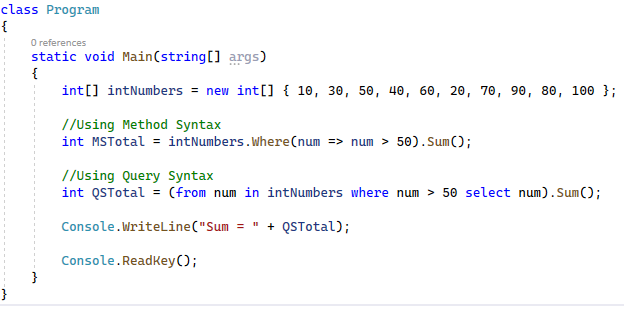 class Program
{
0 references
static void Main(string[] args)
{
int[] intNumbers = new int[] { 10, 30, 50, 40, 60, 20, 70, 90, 80, 100 };
//Using Method Syntax
int MSTotal = intNumbers.Where(num => num > 50).Sum();
//Using Query Syntax
int QSTotal = (from num in intNumbers where num > 50 select num).Sum();
Console.WriteLine("Sum = " + QSTotal);
Console.ReadKey();
}
}